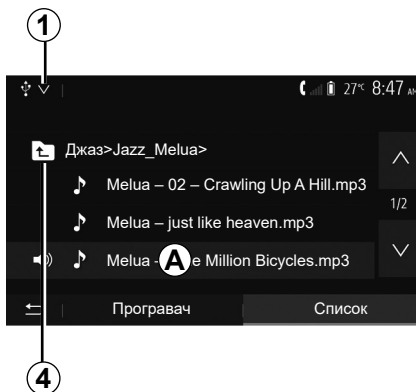 1
27°C 8:47 AM
Джаз>Jazz_Melua>
Melua – 02 – Crawling Up A Hill.mp3
Melua – just like heaven.mp3
1/2
Melua - A e Million Bicycles.mp3
Програвач Список
4